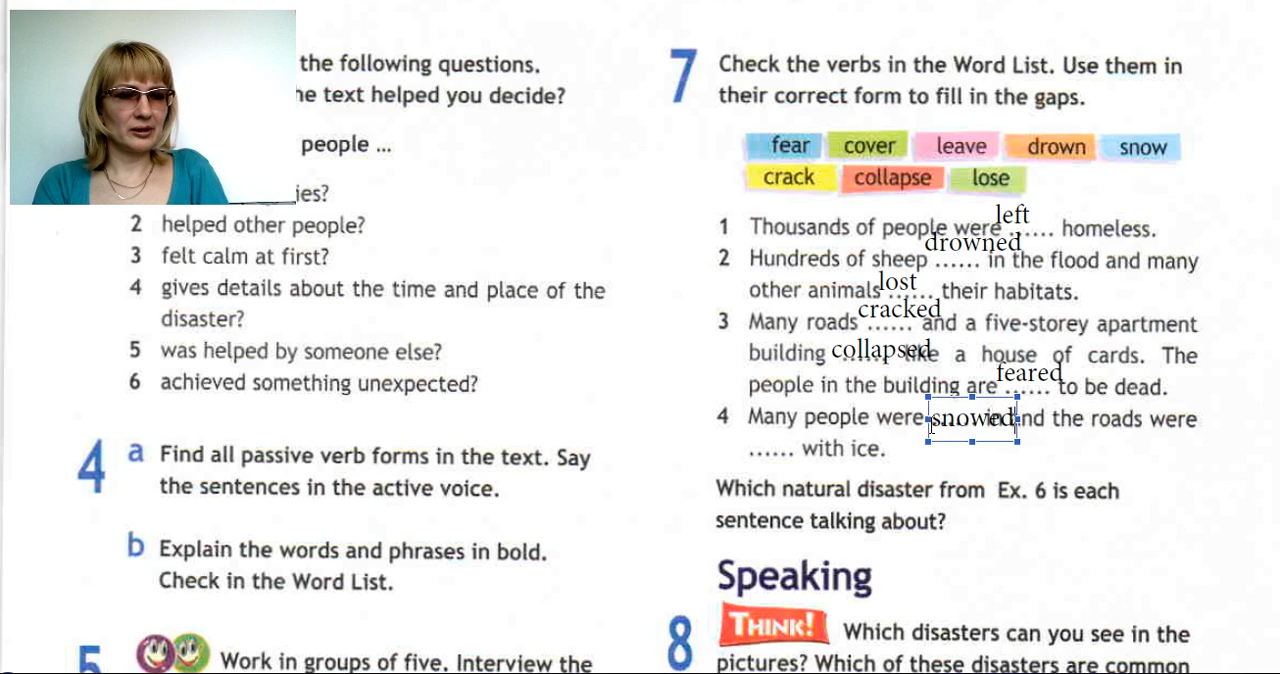 the following questions.
he text helped you decide?
people ...
ies?
2 helped other people?
3 felt calm at first?
4 gives details about the time and place of the
disaster?
5 was helped by someone else?
6 achieved something unexpected?
4 a Find all passive verb forms in the text. Say
the sentences in the active voice.
b Explain the words and phrases in bold.
Check in the Word List.
5 Work in groups of five. Interview the
7 Check the verbs in the Word List. Use them in
their correct form to fill in the gaps.
fear cover leave drown snow
crack collapse lose
left
1 Thousands of people were ...... homeless.
drowned
2 Hundreds of sheep ...... in the flood and many
lost
other animals ...... their habitats.
cracked
3 Many roads ...... and a five-storey apartment
collapsed
building ...... like a house of cards. The
feared
people in the building are ...... to be dead.
snowed
4 Many people were ...... in and the roads were
...... with ice.
Which natural disaster from Ex. 6 is each
sentence talking about?
Speaking
8 THINK! Which disasters can you see in the
pictures? Which of these disasters are common